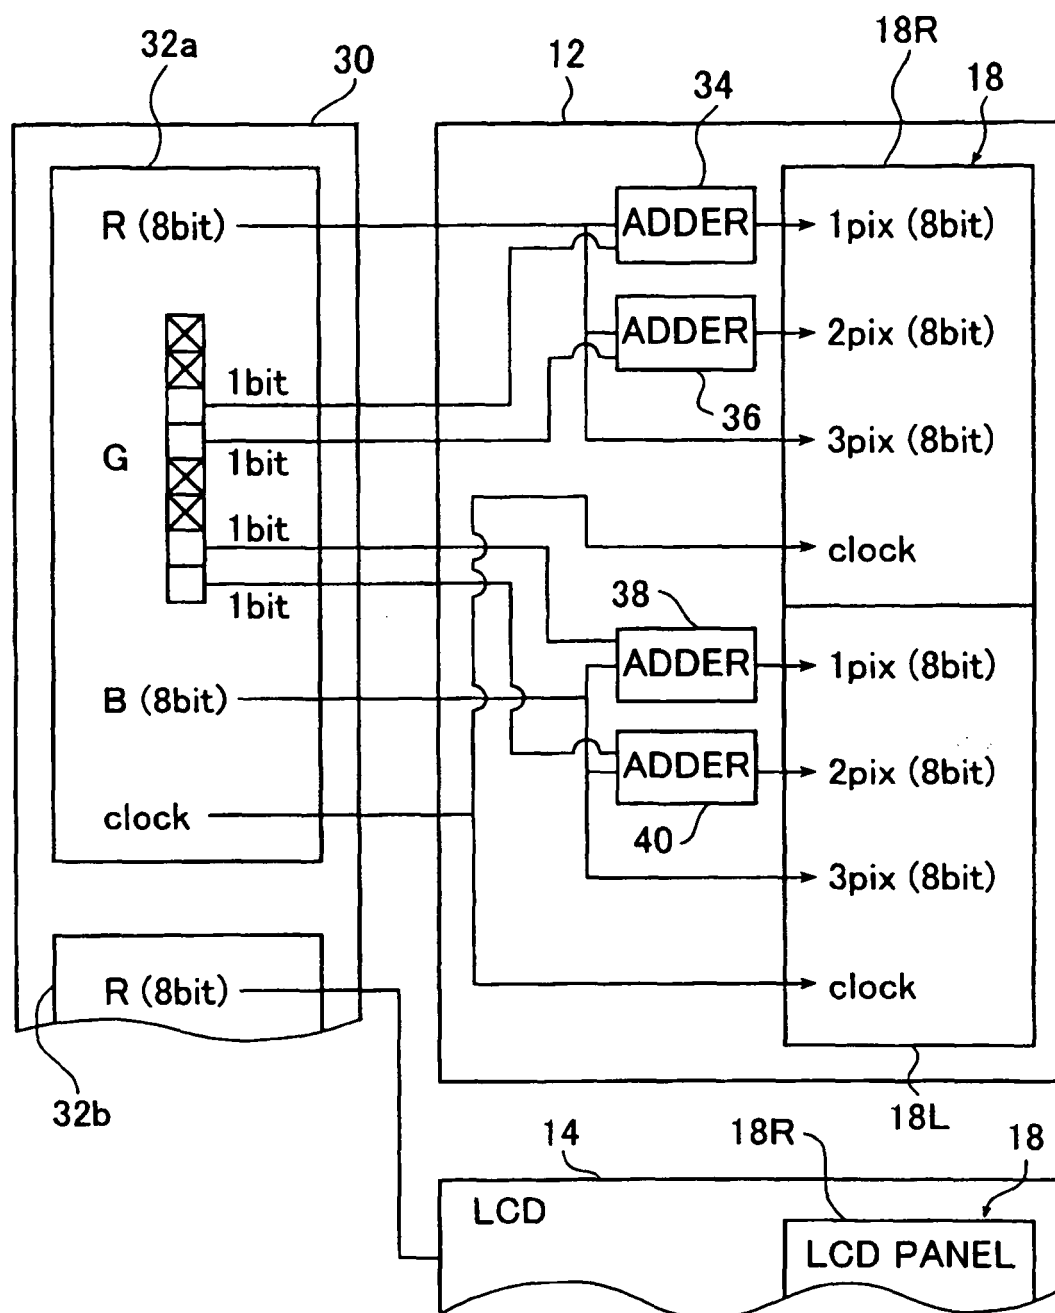 32a
30
12
18R
18
34
R (8bit)
ADDER
1pix (8bit)
ADDER
2pix (8bit)
1bit
36
G
1bit
3pix (8bit)
1bit
clock
1bit
38
ADDER
1pix (8bit)
B (8bit)
ADDER
2pix (8bit)
clock
40
3pix (8bit)
R (8bit)
clock
32b
18L
14
18R
18
LCD
LCD PANEL